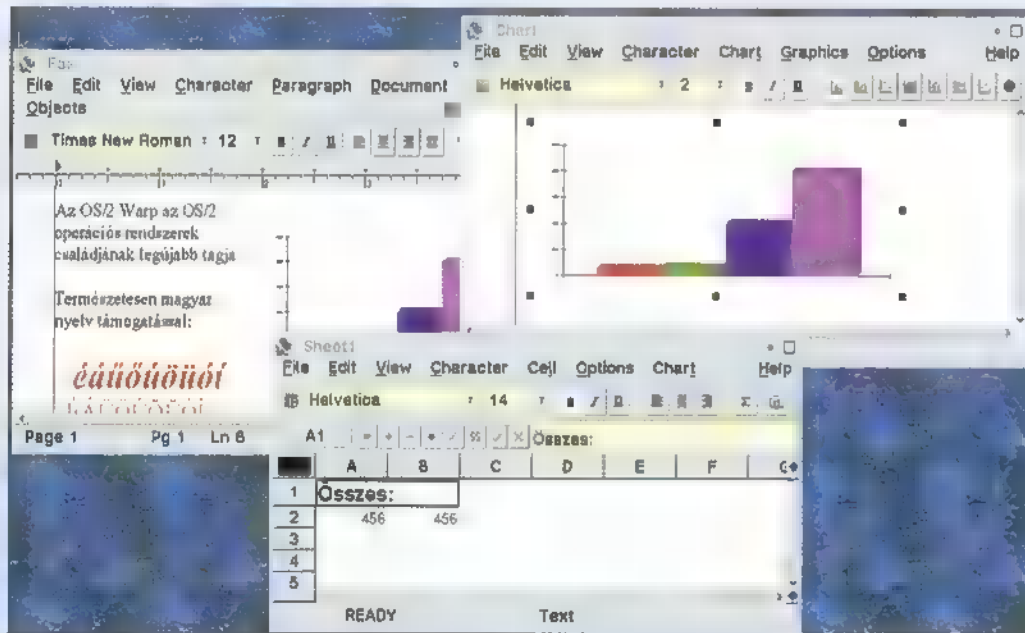 Fax
File Edit View Character Paragraph Document
Objects
Times New Roman 12
Az OS/2 Warp az OS/2
operációs rendszerek
családjának legújabb tagja
Természetesen magyar
nyelv támogatással:
éáűőúöüói
Page 1 Pg 1 Ln 6
Chart
File Edit View Character Chart Graphics Options Help
Helvetica 2 B I U
Sheet1
File Edit View Character Cell Options Chart Help
Helvetica 14 B I U
A1 Összes:
A B C D E F G
1 Összes:
2 456 456
3
4
5
READY Text